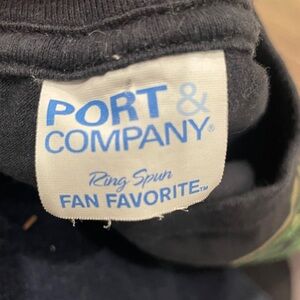 PORT &
COMPANY®
Ring Spun
FAN FAVORITE™